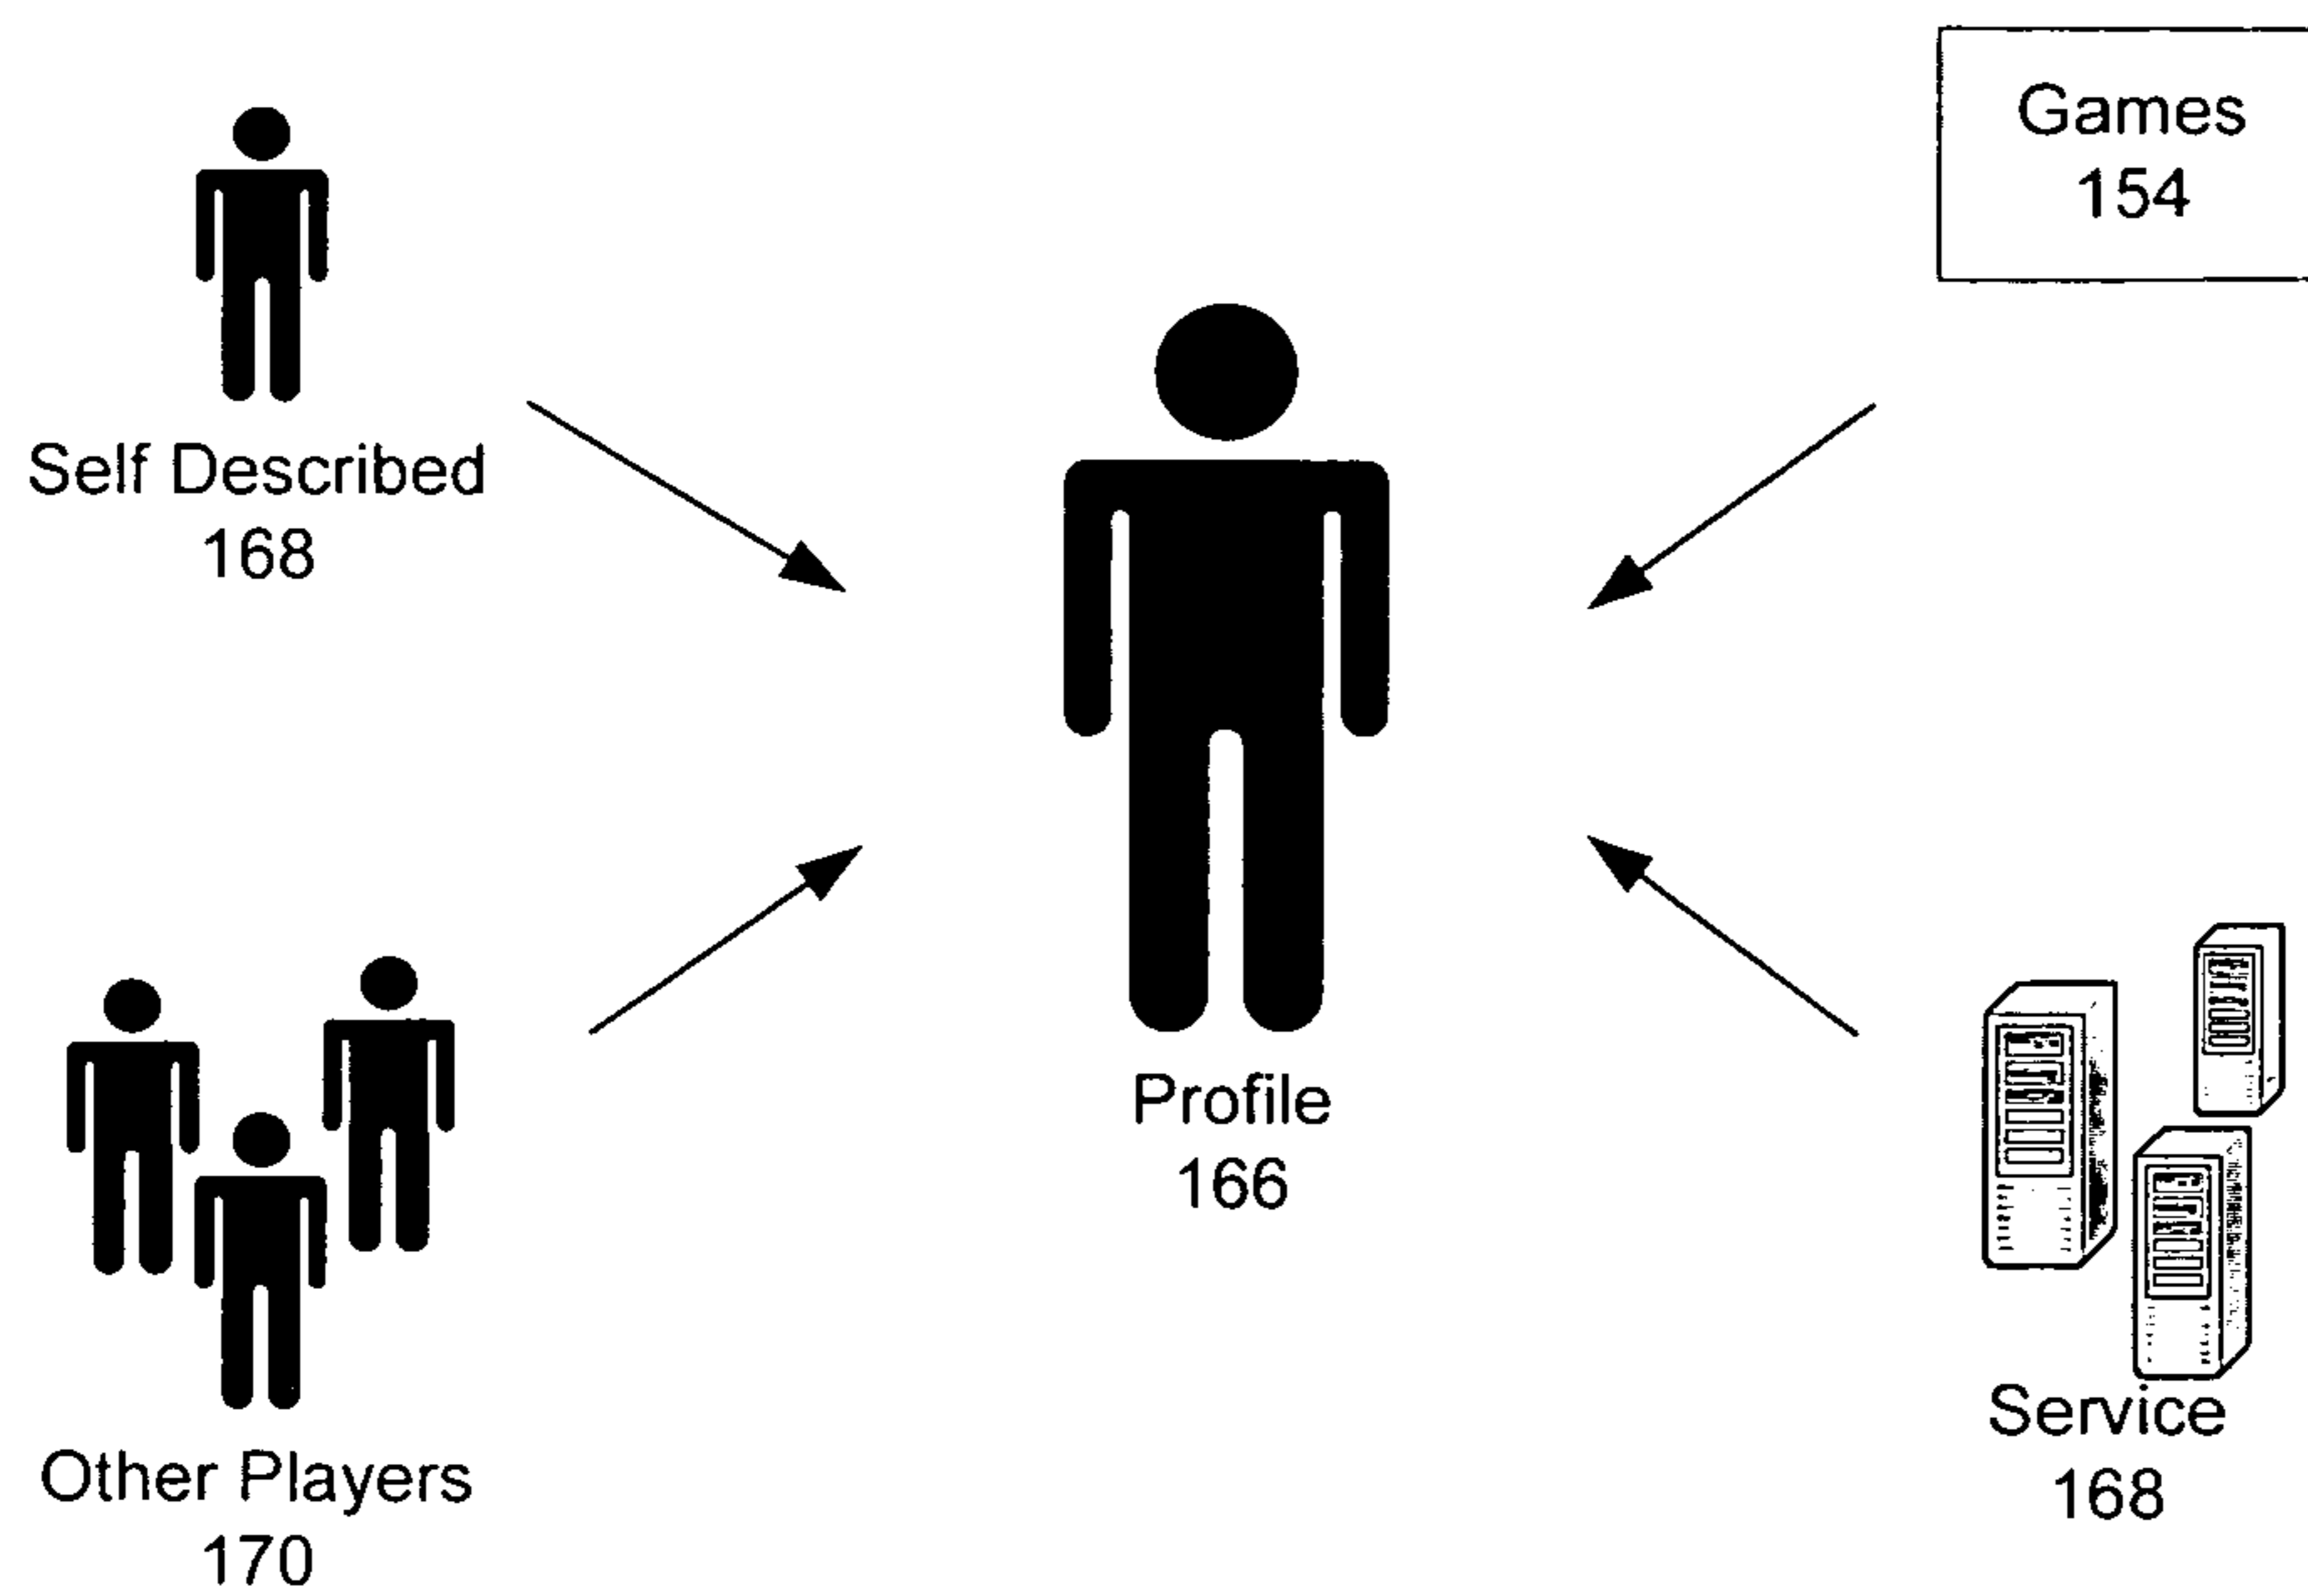 Games
154
Self Described
168
Profile
166
Other Players
170
Service
168